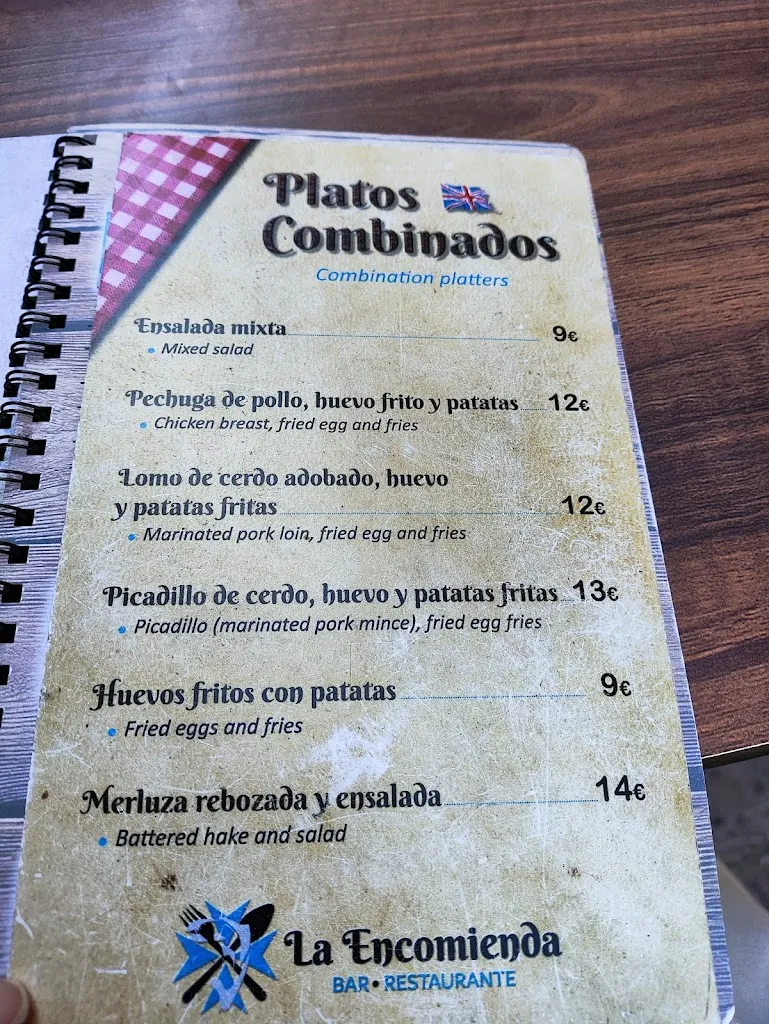 Platos
Combinados
Combination platters
Ensalada mixta 9€
• Mixed salad
Pechuga de pollo, huevo frito y patatas 12€
• Chicken breast, fried egg and fries
Lomo de cerdo adobado, huevo
y patatas fritas 12€
• Marinated pork loin, fried egg and fries
Picadillo de cerdo, huevo y patatas fritas 13€
• Picadillo (marinated pork mince), fried egg fries
Huevos fritos con patatas 9€
• Fried eggs and fries
Merluza rebozada y ensalada 14€
• Battered hake and salad
La Encomienda
BAR • RESTAURANTE